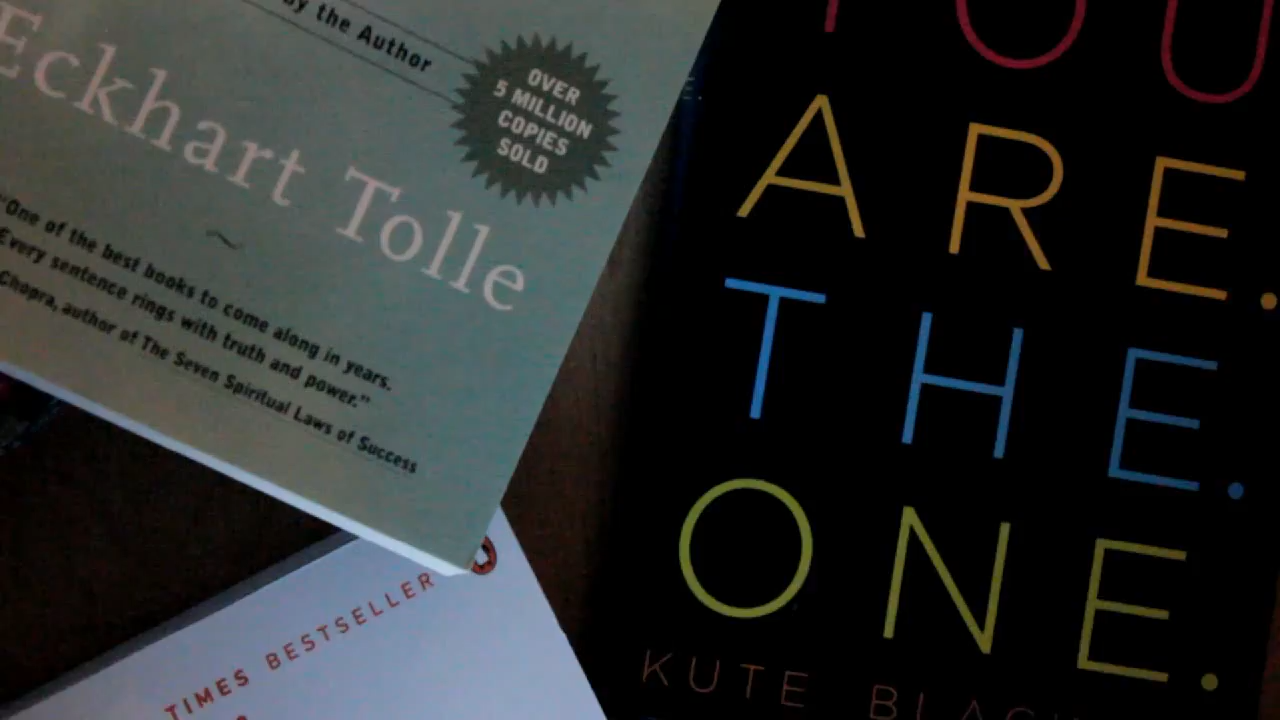 by the Author
Eckhart Tolle
OVER
5 MILLION
COPIES
SOLD
"One of the best books to come along in years.
Every sentence rings with truth and power."
Chopra, author of The Seven Spiritual Laws of Success
TIMES BESTSELLER
YOU
ARE.
THE.
ONE.
KUTE